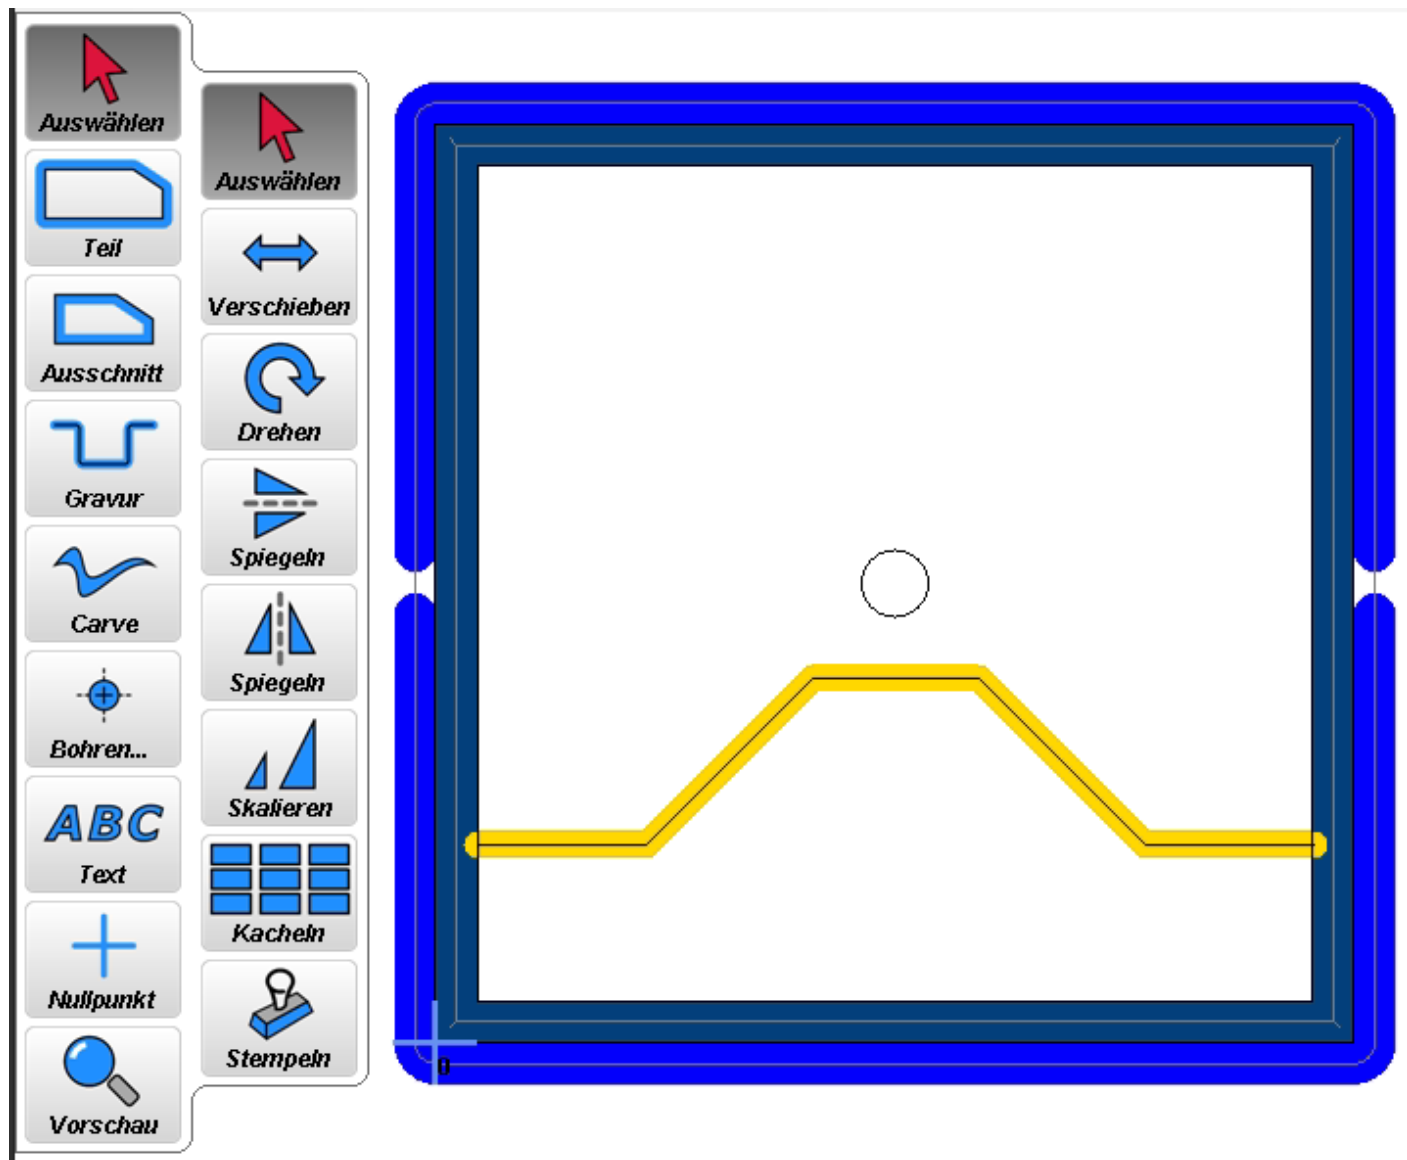 Auswählen
Teil
Ausschnitt
Gravur
Carve
Bohren...
ABC
Text
Nullpunkt
Vorschau
Auswählen
Verschieben
Drehen
Spiegeln
Spiegeln
Skalieren
Kacheln
Stempeln
0